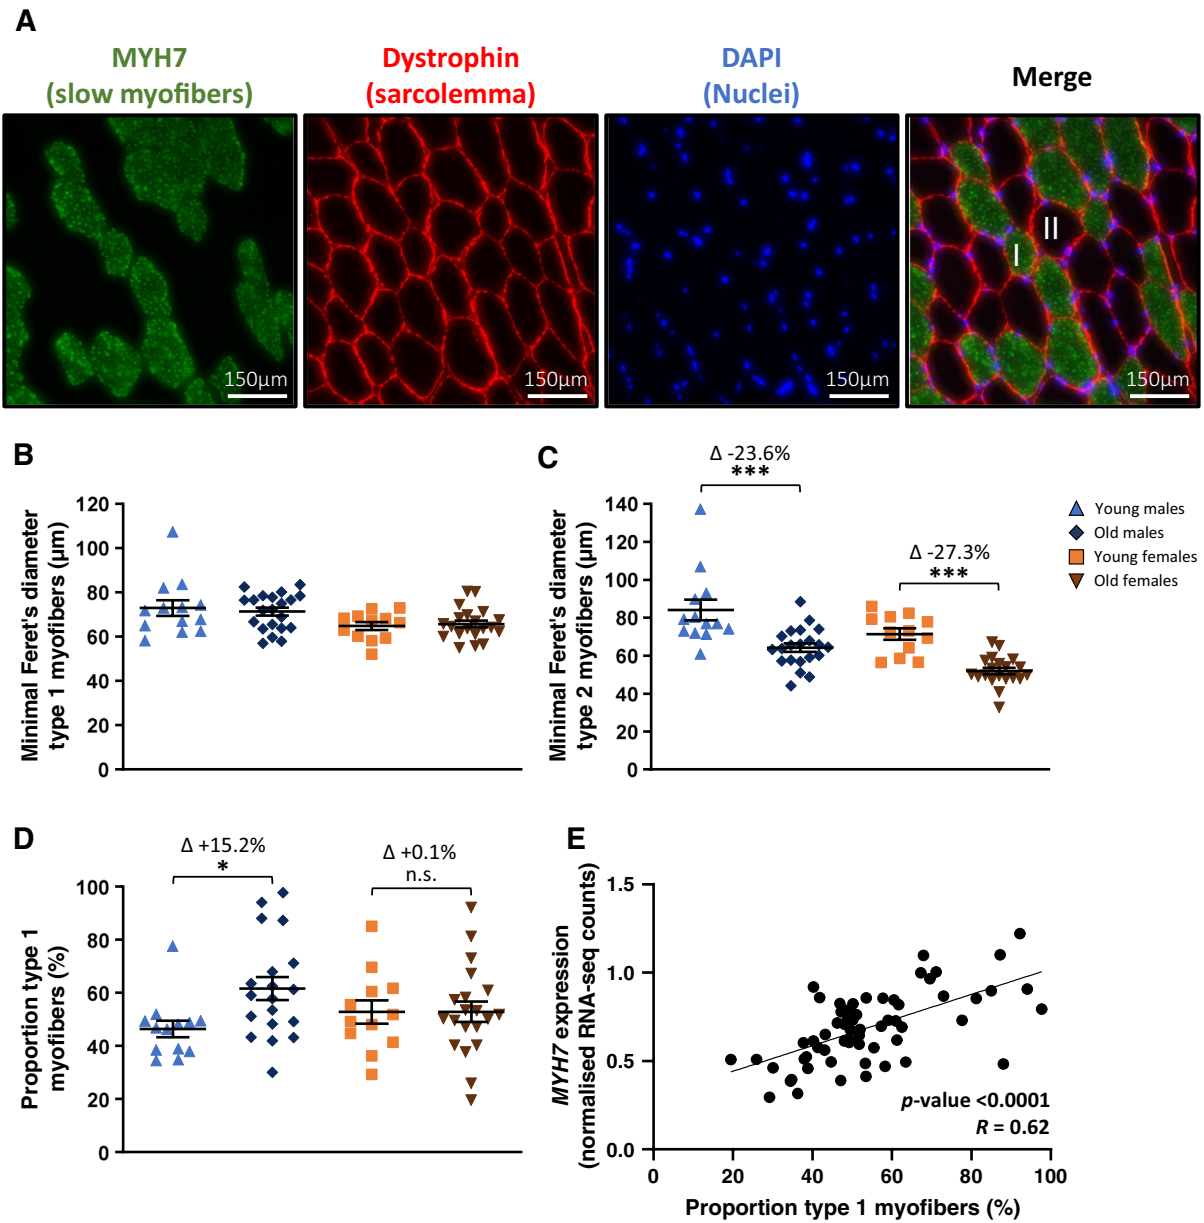 A
MYH7
(slow myofibers)
Dystrophin
(sarcolemma)
DAPI
(Nuclei)
Merge
150µm
150µm
150µm
I
II
150µm
B
Minimal Feret's diameter
type 1 myofibers (µm)
120
100
80
60
40
20
0
C
Δ -23.6%
***
Δ -27.3%
***
Minimal Feret's diameter
type 2 myofibers (µm)
140
120
100
80
60
40
20
0
Young males
Old males
Young females
Old females
D
Δ +15.2%
*
Δ +0.1%
n.s.
Proportion type 1
myofibers (%)
100
80
60
40
20
0
E
MYH7 expression
(normalised RNA-seq counts)
1.5
1.0
0.5
0.0
p-value <0.0001
R = 0.62
0 20 40 60 80 100
Proportion type 1 myofibers (%)